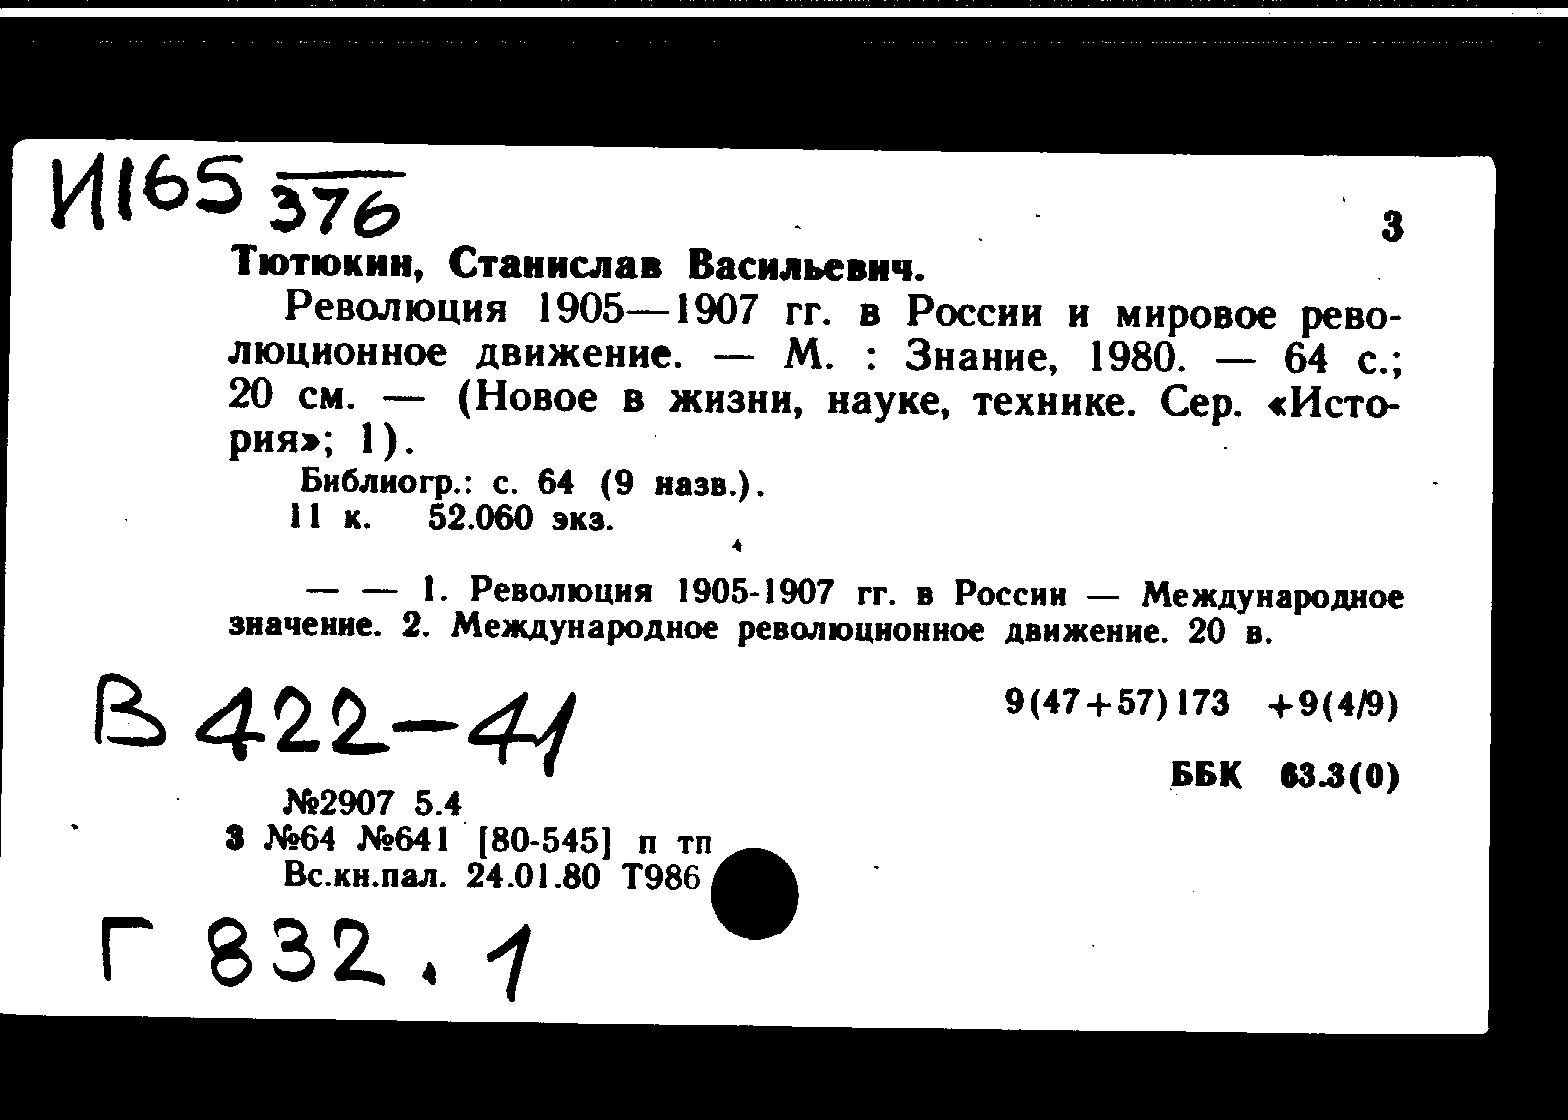 И165 376
3
Тютюкин, Станислав Васильевич.
Революция 1905—1907 гг. в России и мировое рево-
люционное движение. — М. : Знание, 1980. — 64 с.;
20 см. — (Новое в жизни, науке, технике. Сер. «Исто-
рия»; 1).
Библиогр.: с. 64 (9 назв.).
11 к. 52.060 экз.
— — 1. Революция 1905-1907 гг. в России — Международное
значение. 2. Международное революционное движение. 20 в.
9(47+57)173 +9(4/9)
В 422-41
ББК 63.3(0)
№2907 5.4
3 №64 №641 [80-545] п тп
Вс.кн.пал. 24.01.80 Т986
Г 832.1